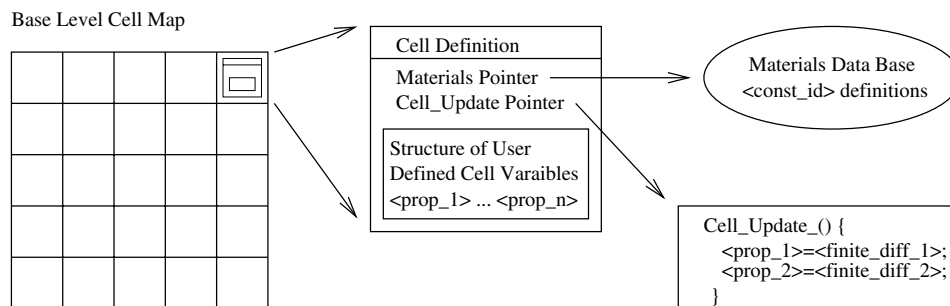 Base Level Cell Map
Cell Definition
Materials Pointer
Cell_Update Pointer
Structure of User
Defined Cell Varaibles
<prop_1> ... <prop_n>
Materials Data Base
<const_id> definitions
Cell_Update_() {
<prop_1>=<finite_diff_1>;
<prop_2>=<finite_diff_2>;
}